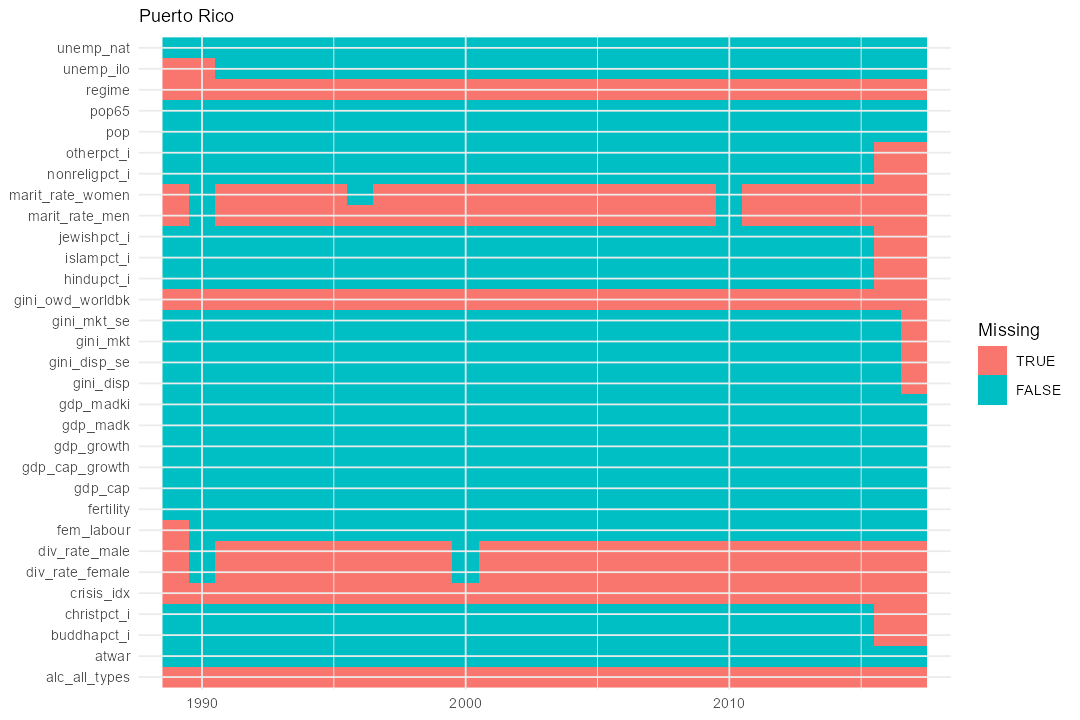 Puerto Rico
unemp_nat
unemp_ilo
regime
pop65
pop
otherpct_i
nonreligpct_i
marit_rate_women
marit_rate_men
jewishpct_i
islampct_i
hindupct_i
gini_owd_worldbk
gini_mkt_se
gini_mkt
gini_disp_se
gini_disp
gdp_madki
gdp_madk
gdp_growth
gdp_cap_growth
gdp_cap
fertility
fem_labour
div_rate_male
div_rate_female
crisis_idx
christpct_i
buddhapct_i
atwar
alc_all_types
1990 2000 2010
Missing
TRUE
FALSE